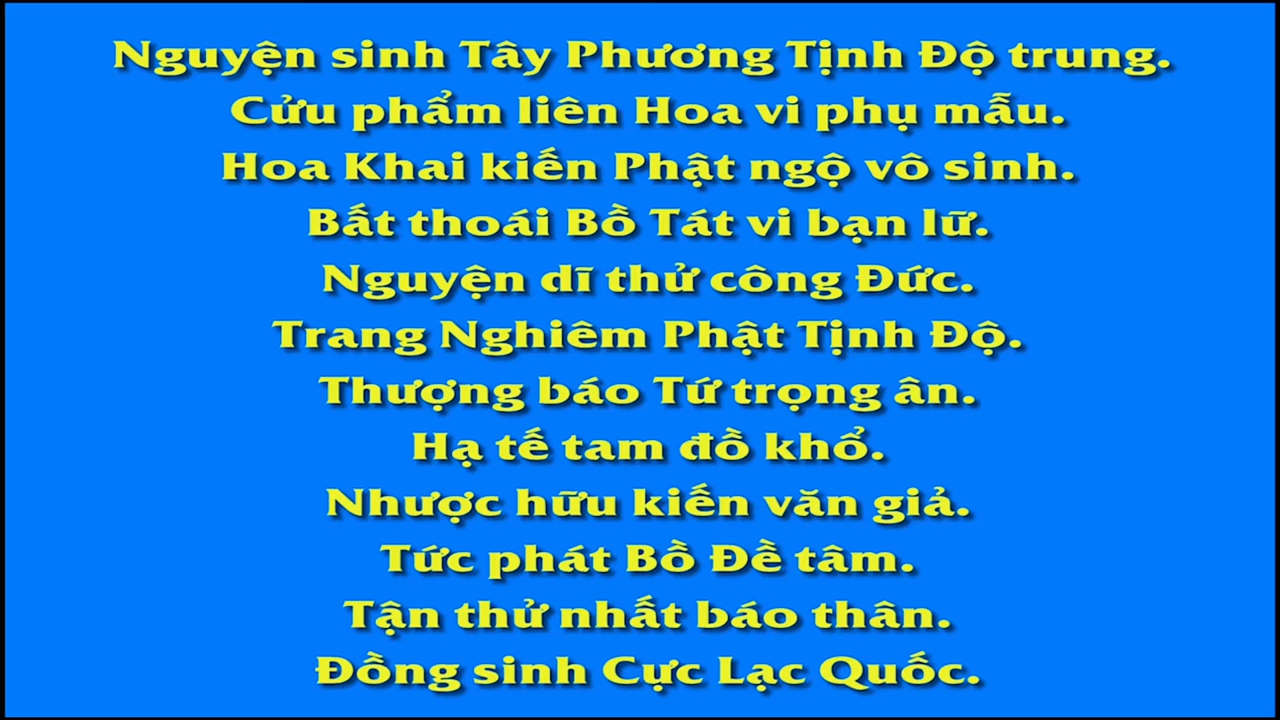 Nguyện sinh Tây Phương Tịnh Độ trung.
Cửu phẩm liên Hoa vi phụ mẫu.
Hoa Khai kiến Phật ngộ vô sinh.
Bất thoái Bồ Tát vi bạn lữ.
Nguyện dĩ thử công Đức.
Trang Nghiêm Phật Tịnh Độ.
Thượng báo Tứ trọng ân.
Hạ tế tam đồ khổ.
Nhược hữu kiến văn giả.
Tức phát Bồ Đề tâm.
Tận thử nhất báo thân.
Đồng sinh Cực Lạc Quốc.